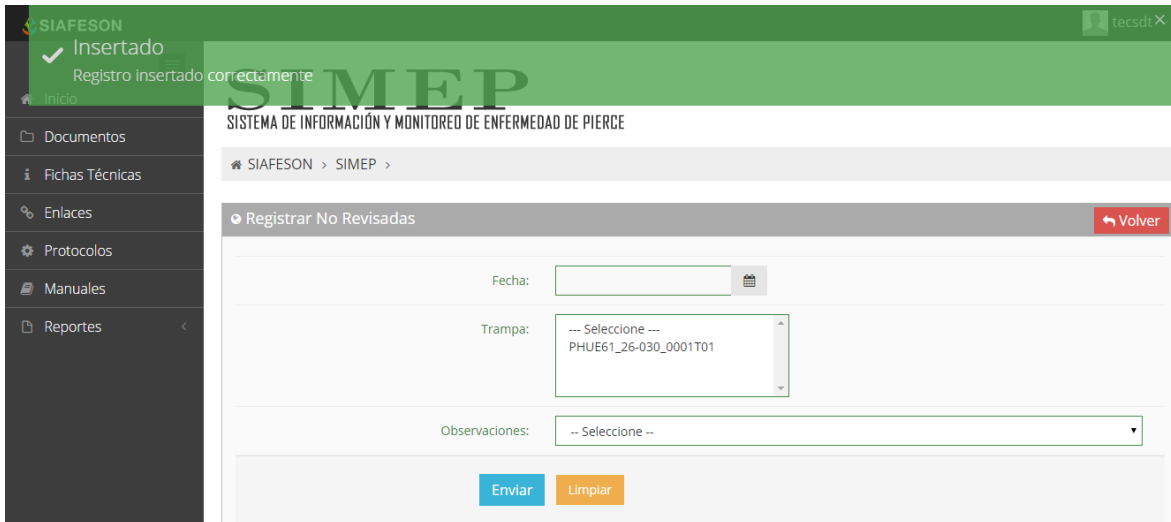 SIAFESON
tecsdt
Insertado
Registro insertado correctamente
Inicio
SIMEP
SISTEMA DE INFORMACIÓN Y MONITOREO DE ENFERMEDAD DE PIERCE
Documentos
SIAFESON > SIMEP >
Fichas Técnicas
Enlaces
Registrar No Revisadas
Volver
Protocolos
Manuales
Reportes
Fecha:
Trampa:
--- Seleccione ---
PHUE61_26-030_0001T01
Observaciones:
-- Seleccione --
Enviar
Limpiar